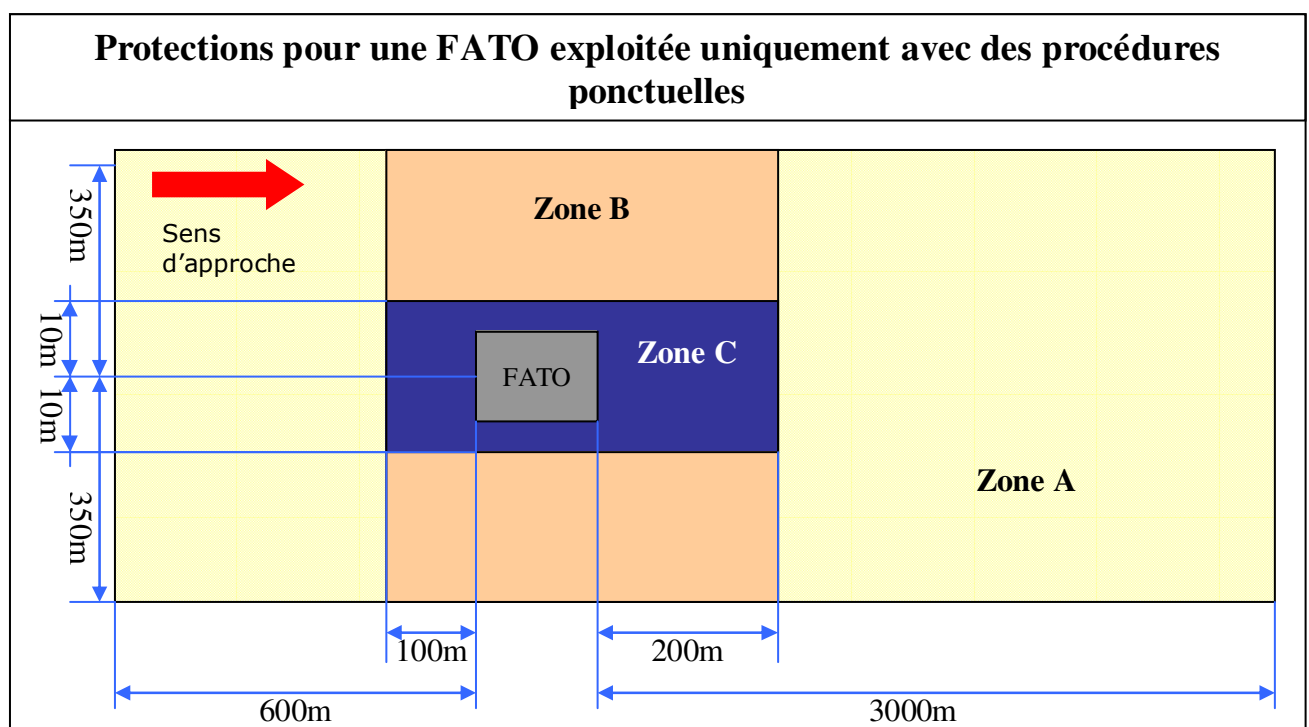 Protections pour une FATO exploitée uniquement avec des procédures
ponctuelles
350m
Sens
d'approche
Zone B
10m
Zone C
FATO
10m
350m
Zone A
100m
200m
600m
3000m